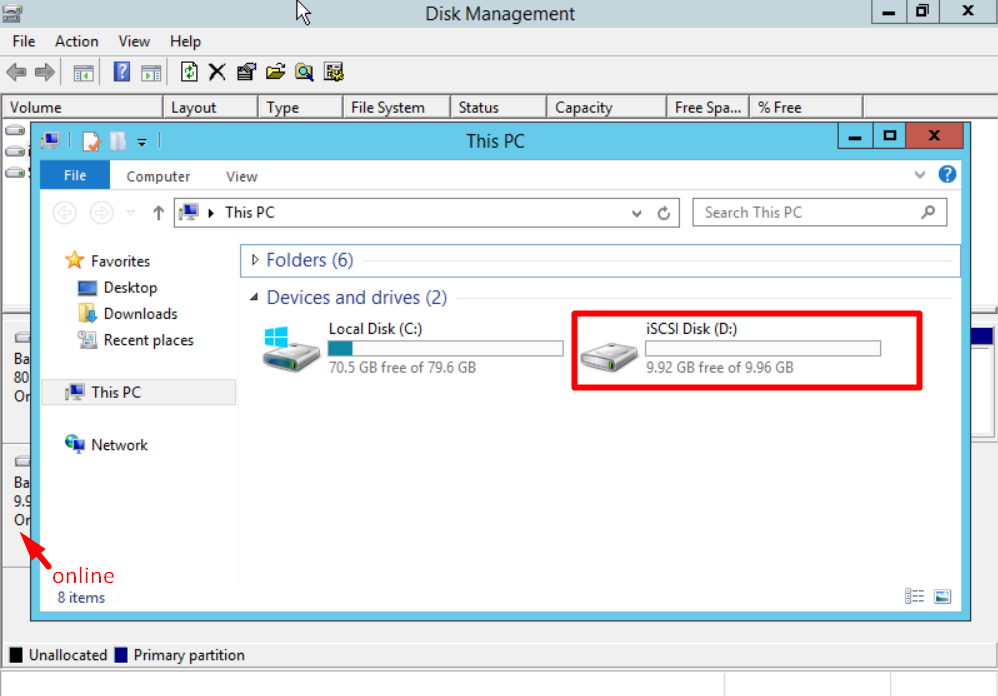 Disk Management
File Action View Help
Volume Layout Type File System Status Capacity Free Spa... % Free
This PC
File Computer View
This PC
Search This PC
Favorites
Desktop
Downloads
Recent places
This PC
Network
Folders (6)
Devices and drives (2)
Local Disk (C:)
70.5 GB free of 79.6 GB
iSCSI Disk (D:)
9.92 GB free of 9.96 GB
Ba
80
Or
Ba
9.9
On
online
8 items
Unallocated Primary partition